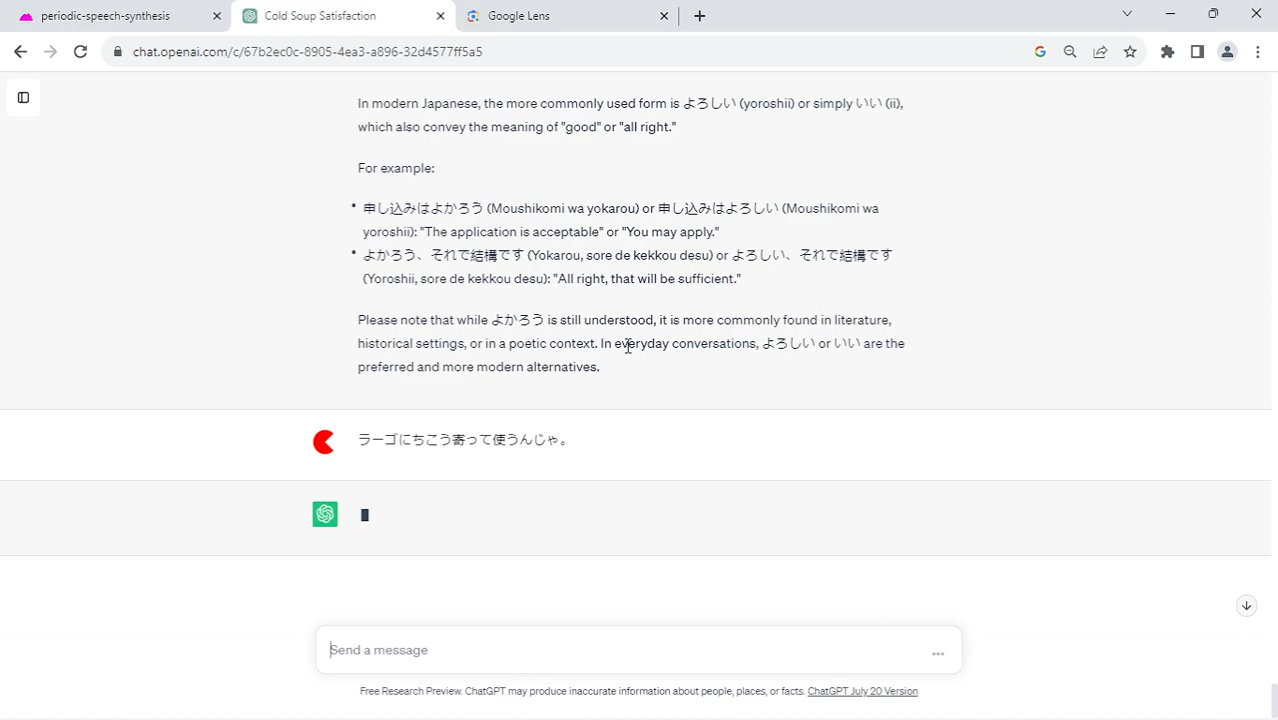 periodic-speech-synthesis
Cold Soup Satisfaction
Google Lens
chat.openai.com/c/67b2ec0c-8905-4ea3-a896-32d4577ff5a5
In modern Japanese, the more commonly used form is よろしい (yoroshii) or simply いい (ii),
which also convey the meaning of "good" or "all right."
For example:
• 申し込みはよかろう (Moushikomi wa yokarou) or 申し込みはよろしい (Moushikomi wa
yoroshii): "The application is acceptable" or "You may apply."
• よかろう、それで結構です (Yokarou, sore de kekkou desu) or よろしい、それで結構です
(Yoroshii, sore de kekkou desu): "All right, that will be sufficient."
Please note that while よかろう is still understood, it is more commonly found in literature,
historical settings, or in a poetic context. In everyday conversations, よろしい or いい are the
preferred and more modern alternatives.
ラーゴにちこう寄って使うんじゃ。
Send a message
Free Research Preview. ChatGPT may produce inaccurate information about people, places, or facts. ChatGPT July 20 Version